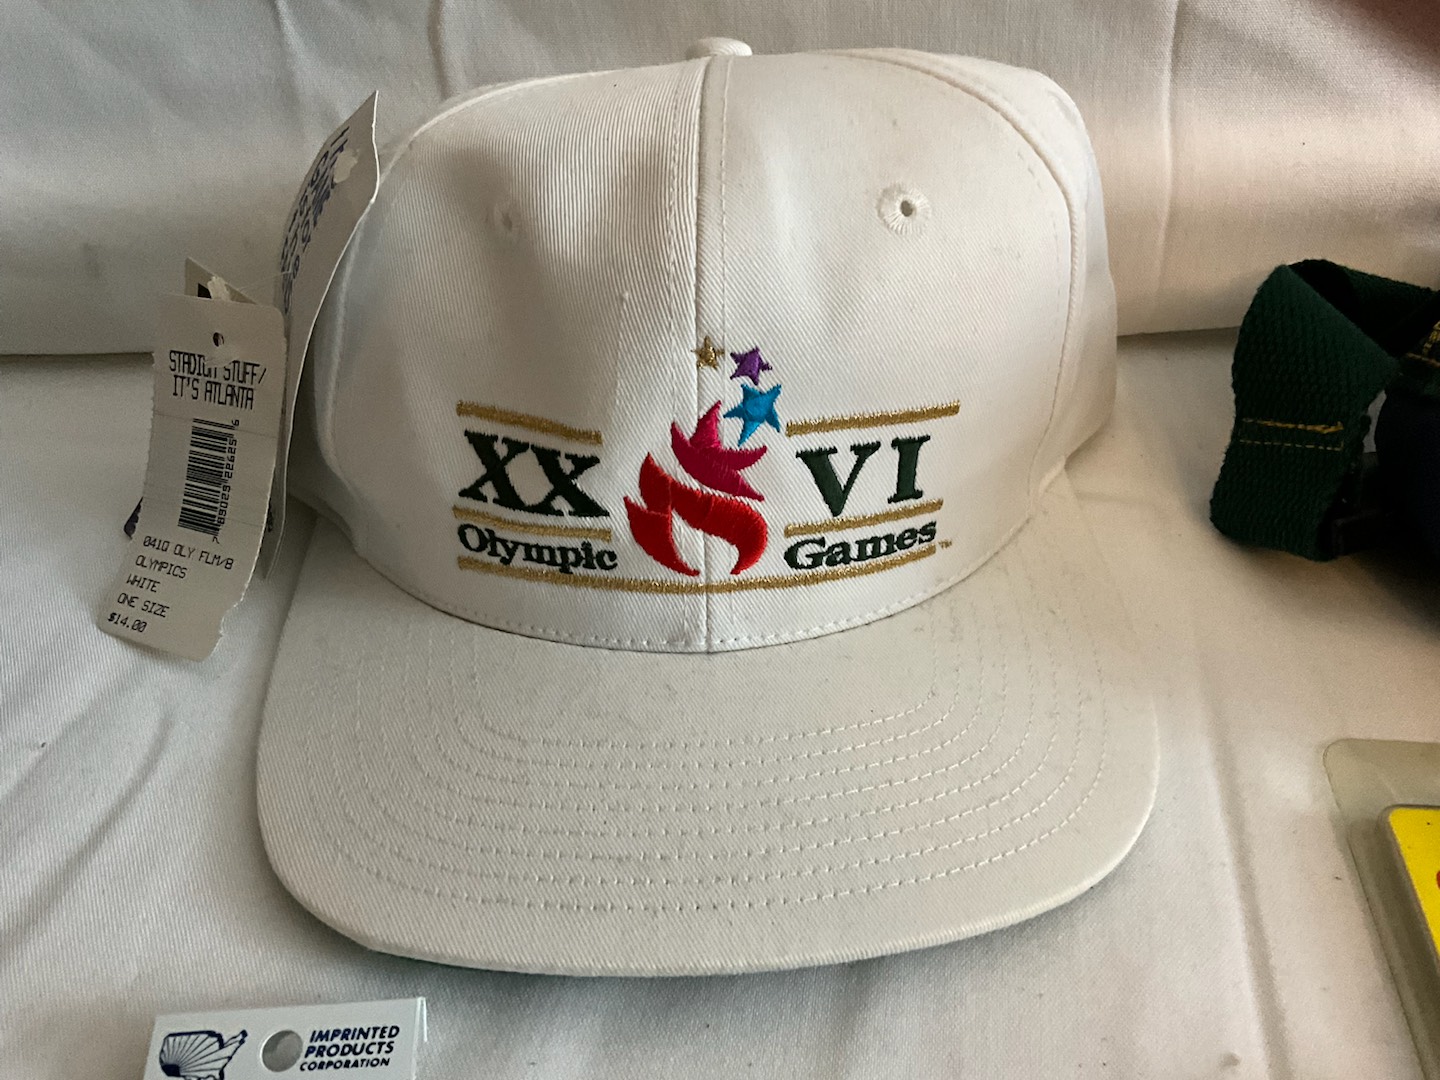 STADIUM STUFF/
IT'S ATLANTA
0410 OLY FLM/B
OLYMPICS
WHITE
ONE SIZE
$14.00
XX VI
Olympic Games™
IMPRINTED
PRODUCTS
CORPORATION